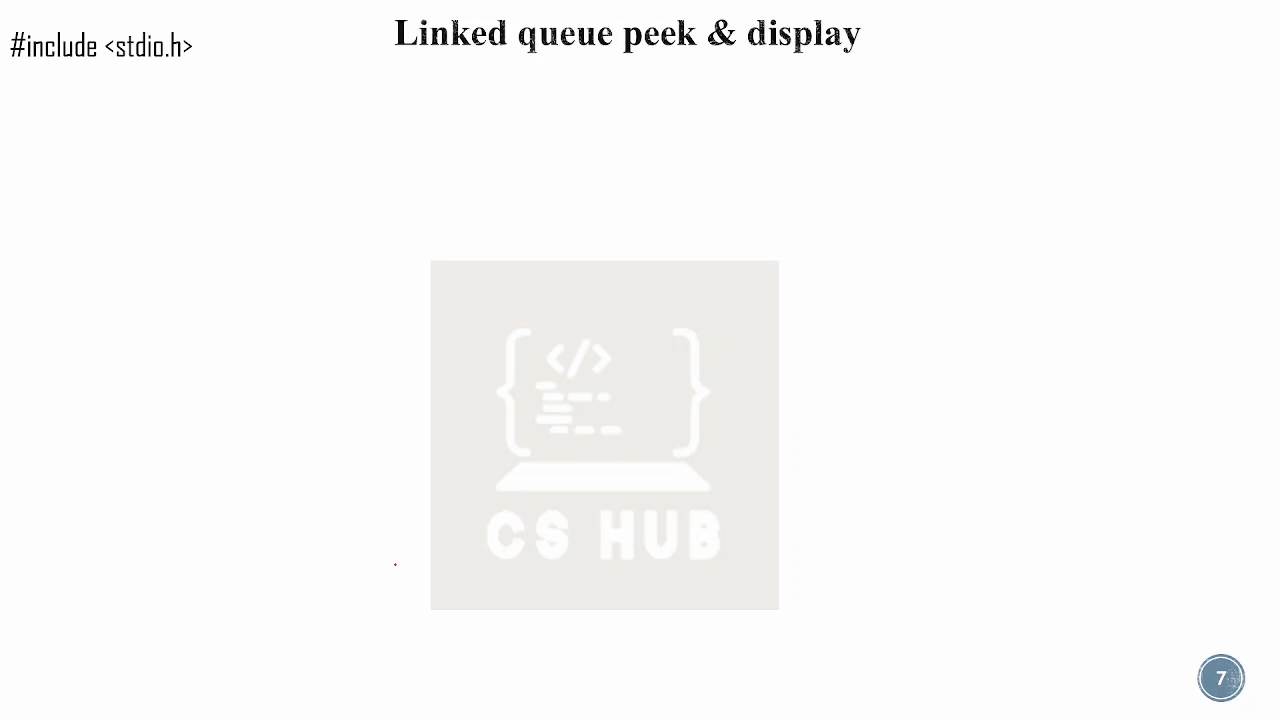 Linked queue peek & display
#include <stdio.h>
</>
CS HUB
7